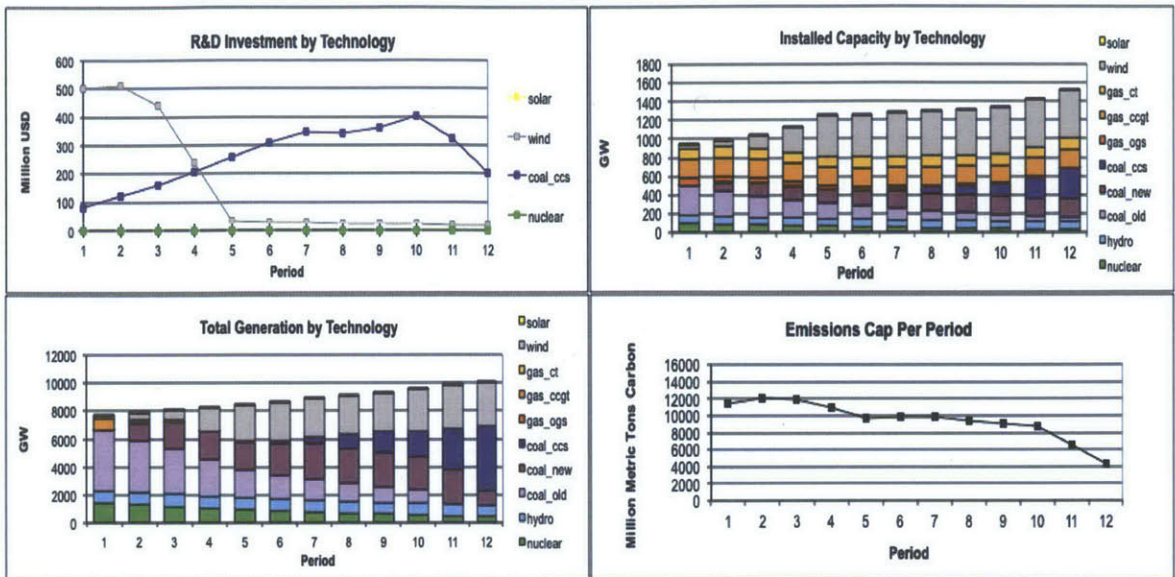 R&D Investment by Technology
600
500
400
300
200
100
0
Million USD
1 2 3 4 5 6 7 8 9 10 11 12
Period
solar
wind
coal_ccs
nuclear
Installed Capacity by Technology
1800
1600
1400
1200
1000
800
600
400
200
0
GW
1 2 3 4 5 6 7 8 9 10 11 12
Period
solar
wind
gas_ct
gas_ccgt
gas_ogs
coal_ccs
coal_new
coal_old
hydro
nuclear
Total Generation by Technology
12000
10000
8000
6000
4000
2000
0
GW
1 2 3 4 5 6 7 8 9 10 11 12
Period
solar
wind
gas_ct
gas_ccgt
gas_ogs
coal_ccs
coal_new
coal_old
hydro
nuclear
Emissions Cap Per Period
16000
14000
12000
10000
8000
6000
4000
2000
0
Million Metric Tons Carbon
1 2 3 4 5 6 7 8 9 10 11 12
Period